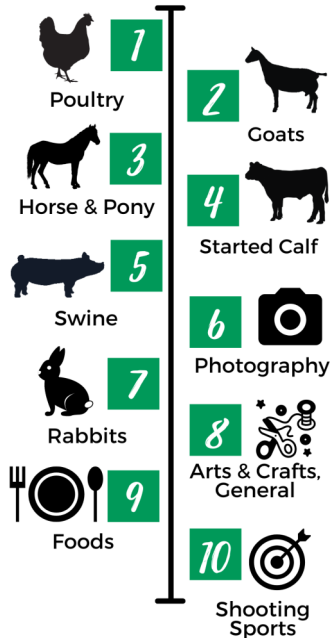 1
Poultry
2
Goats
3
Horse & Pony
4
Started Calf
5
Swine
6
Photography
7
Rabbits
8
Arts & Crafts,
General
9
Foods
10
Shooting
Sports